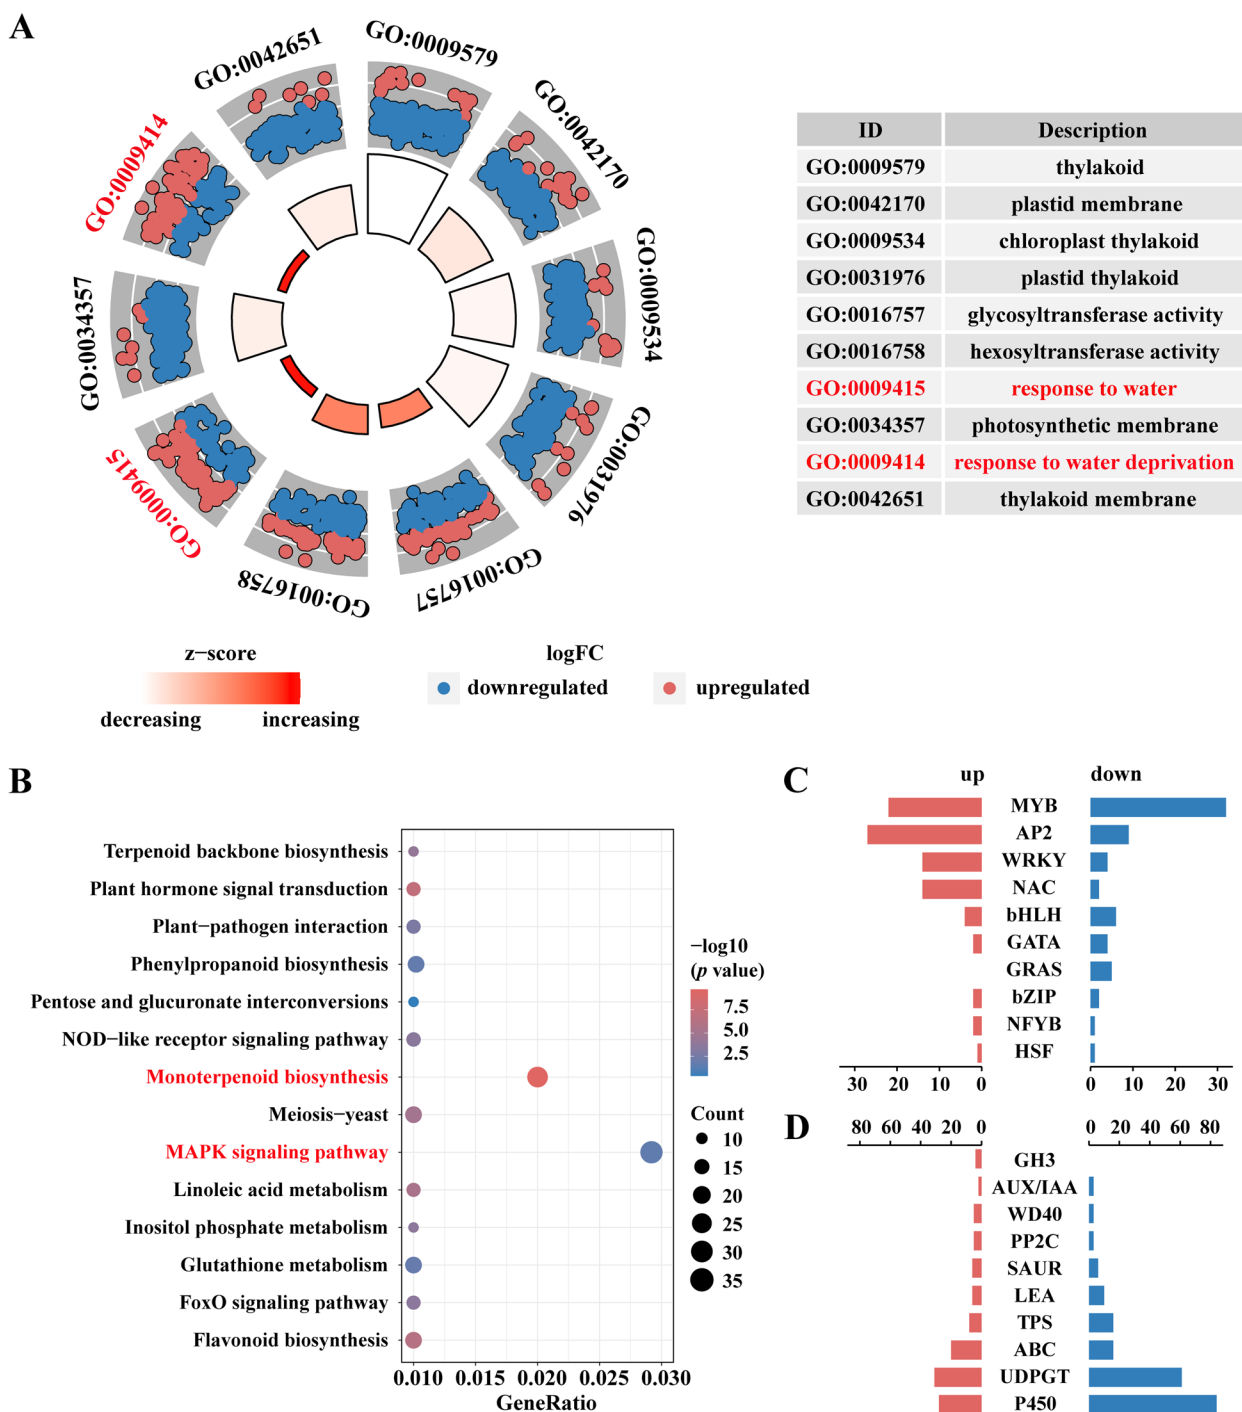 A
GO:0009579
GO:0042170
GO:0009534
GO:0031976
GO:0016757
GO:0016758
GO:0009415
GO:0034357
GO:0009414
GO:0042651
ID Description
GO:0009579 thylakoid
GO:0042170 plastid membrane
GO:0009534 chloroplast thylakoid
GO:0031976 plastid thylakoid
GO:0016757 glycosyltransferase activity
GO:0016758 hexosyltransferase activity
GO:0009415 response to water
GO:0034357 photosynthetic membrane
GO:0009414 response to water deprivation
GO:0042651 thylakoid membrane
z−score
decreasing increasing
logFC
downregulated upregulated
B
Terpenoid backbone biosynthesis
Plant hormone signal transduction
Plant−pathogen interaction
Phenylpropanoid biosynthesis
Pentose and glucuronate interconversions
NOD−like receptor signaling pathway
Monoterpenoid biosynthesis
Meiosis−yeast
MAPK signaling pathway
Linoleic acid metabolism
Inositol phosphate metabolism
Glutathione metabolism
FoxO signaling pathway
Flavonoid biosynthesis
0.010 0.015 0.020 0.025 0.030
GeneRatio
−log10
(p value)
7.5
5.0
2.5
Count
10
15
20
25
30
35
C
up down
MYB
AP2
WRKY
NAC
bHLH
GATA
GRAS
bZIP
NFYB
HSF
30 20 10 0 0 10 20 30
D
80 60 40 20 0 0 20 40 60 80
GH3
AUX/IAA
WD40
PP2C
SAUR
LEA
TPS
ABC
UDPGT
P450